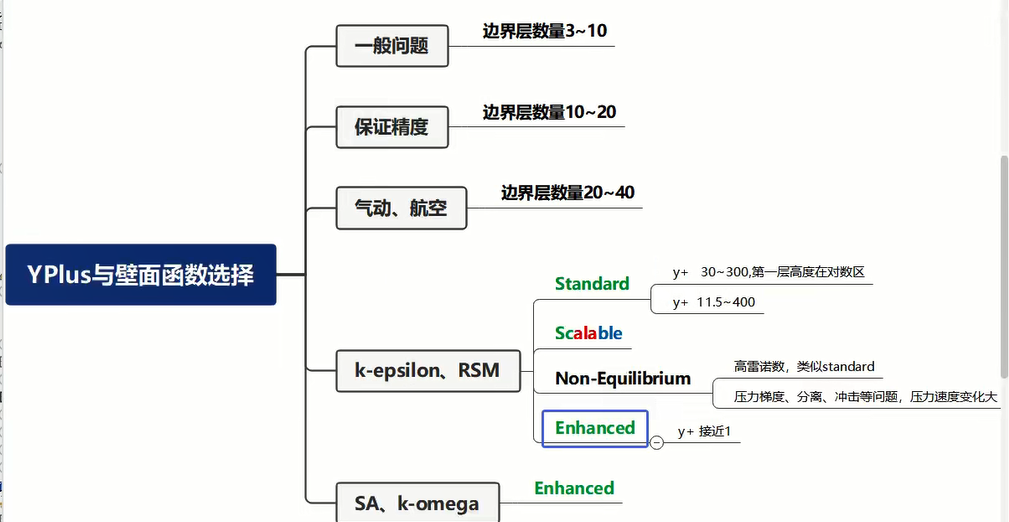 一般问题
边界层数量3~10
保证精度
边界层数量10~20
气动、航空
边界层数量20~40
YPlus与壁面函数选择
k-epsilon、RSM
Standard
y+ 30~300,第一层高度在对数区
y+ 11.5~400
Scalable
Non-Equilibrium
高雷诺数，类似standard
压力梯度、分离、冲击等问题，压力速度变化大
Enhanced
y+ 接近1
SA、k-omega
Enhanced